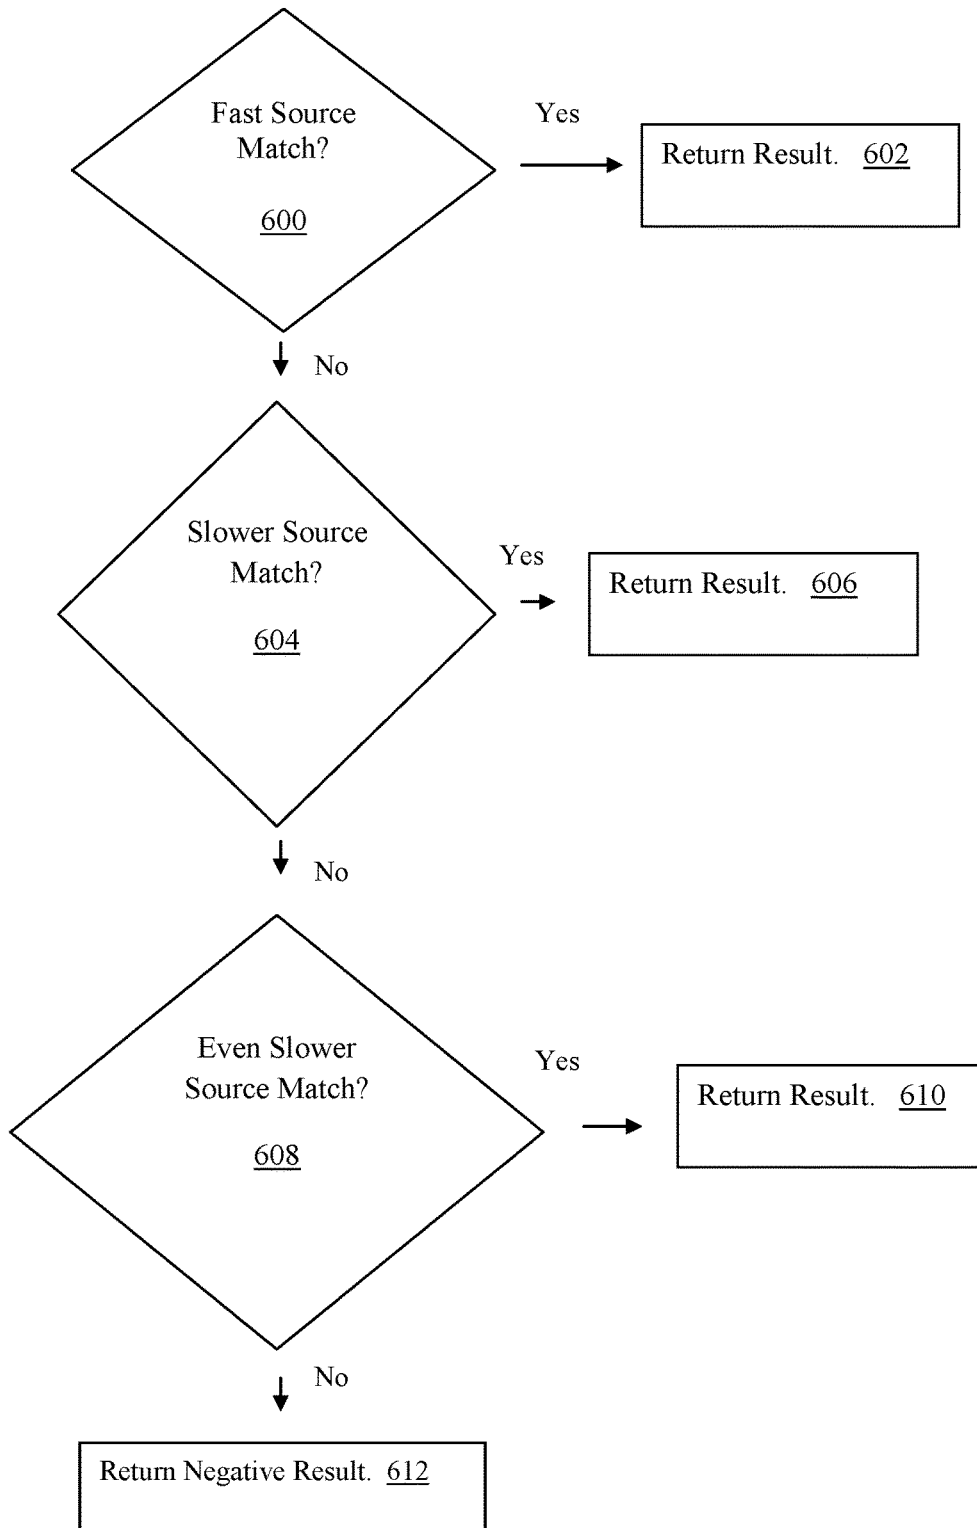 Fast Source
Match?
600
Yes
Return Result. 602
No
Slower Source
Match?
604
Yes
Return Result. 606
No
Even Slower
Source Match?
608
Yes
Return Result. 610
No
Return Negative Result. 612